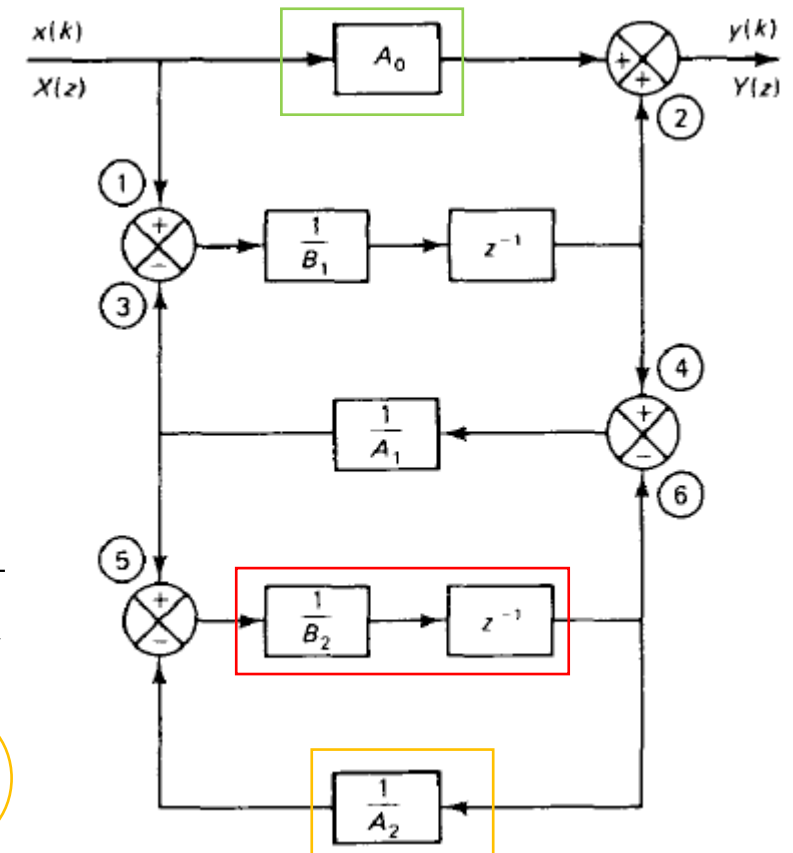 x(k)
X(z)
A₀
+
+
y(k)
Y(z)
2
1
+
−
3
1
B₁
z⁻¹
4
+
−
6
1
A₁
5
+
−
1
B₂
z⁻¹
1
A₂